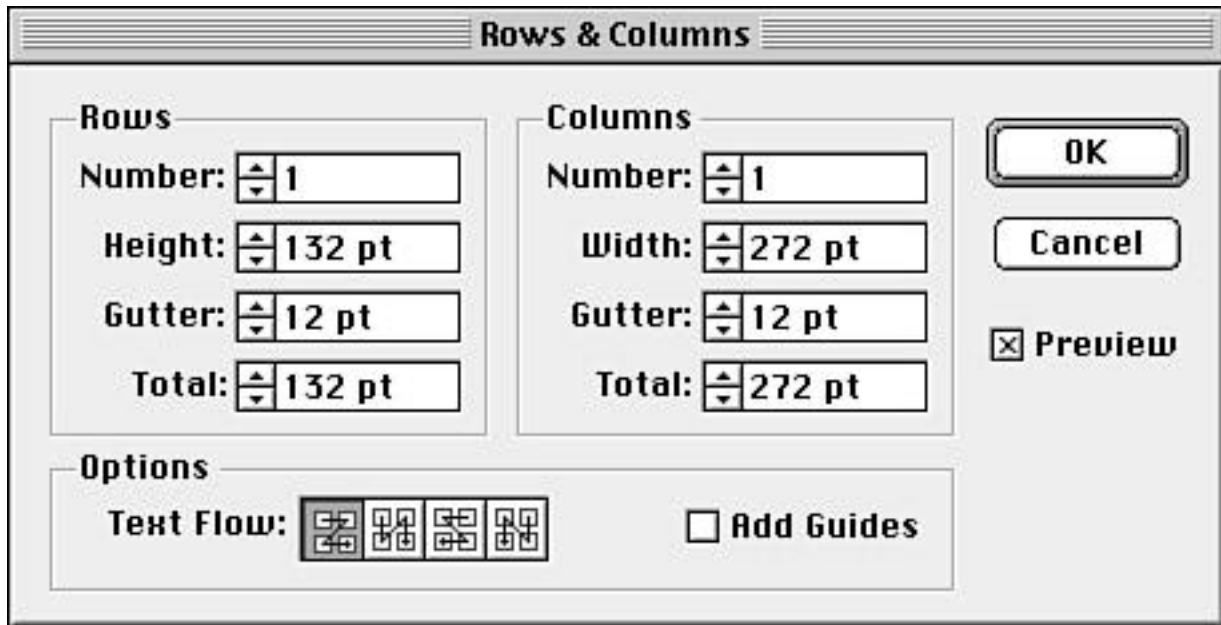 Rows & Columns
Rows
Number: 1
Height: 132 pt
Gutter: 12 pt
Total: 132 pt
Columns
Number: 1
Width: 272 pt
Gutter: 12 pt
Total: 272 pt
OK
Cancel
Preview
Options
Text Flow:
Add Guides